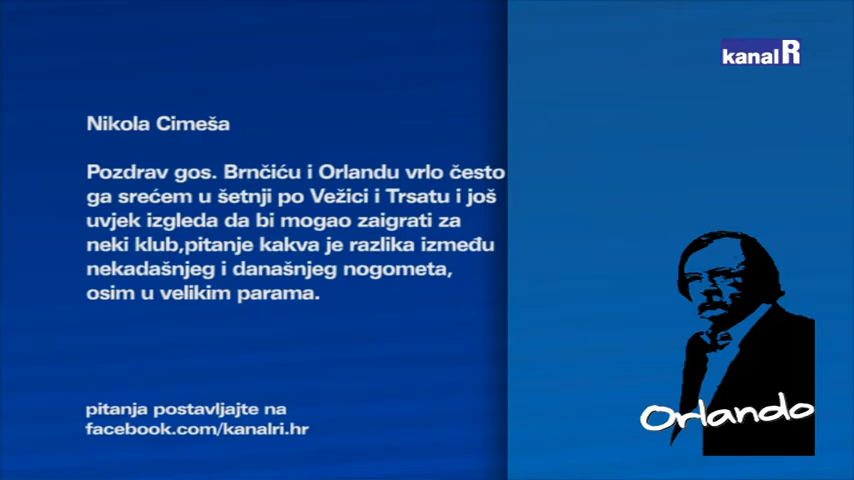 kanalR
Nikola Cimeša
Pozdrav gos. Brnčiću i Orlandu vrlo često
ga srećem u šetnji po Vežici i Trsatu i još
uvjek izgleda da bi mogao zaigrati za
neki klub,pitanje kakva je razlika između
nekadašnjeg i današnjeg nogometa,
osim u velikim parama.
pitanja postavljajte na
facebook.com/kanalri.hr
Orlando